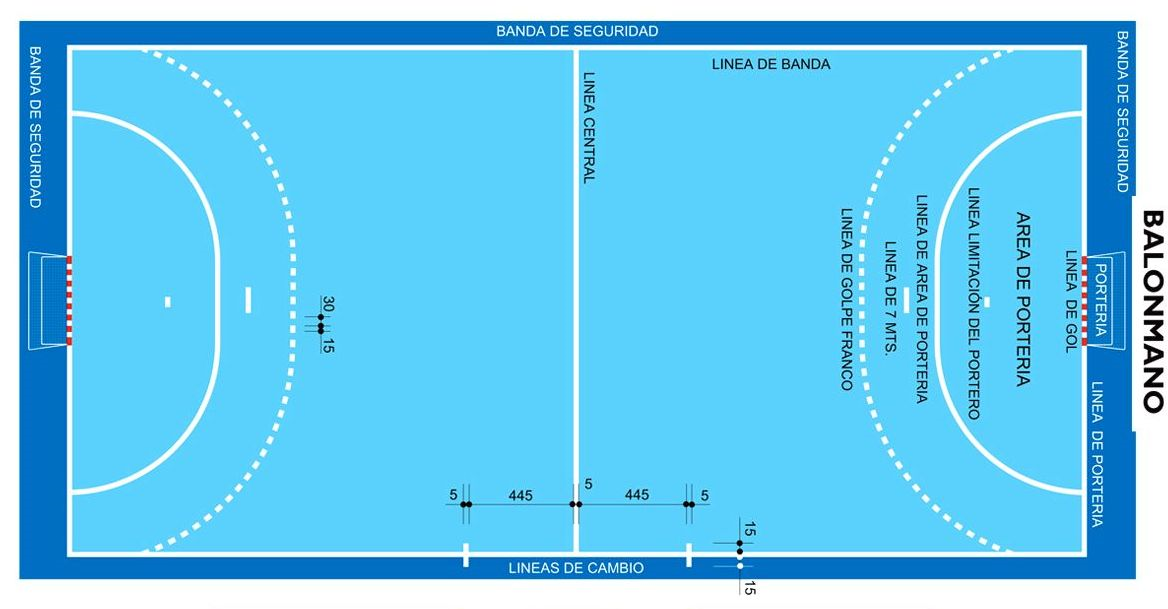 BANDA DE SEGURIDAD
BANDA DE SEGURIDAD
LINEA DE BANDA
BANDA DE SEGURIDAD
LINEA CENTRAL
BALONMANO
LINEA DE GOLPE FRANCO
LINEA DE 7 MTS.
LINEA DE AREA DE PORTERIA
LINEA LIMITACIÓN DEL PORTERO
AREA DE PORTERIA
LINEA DE GOL
PORTERIA
LINEA DE PORTERIA
30
15
5
445
5
445
5
15
15
LINEAS DE CAMBIO